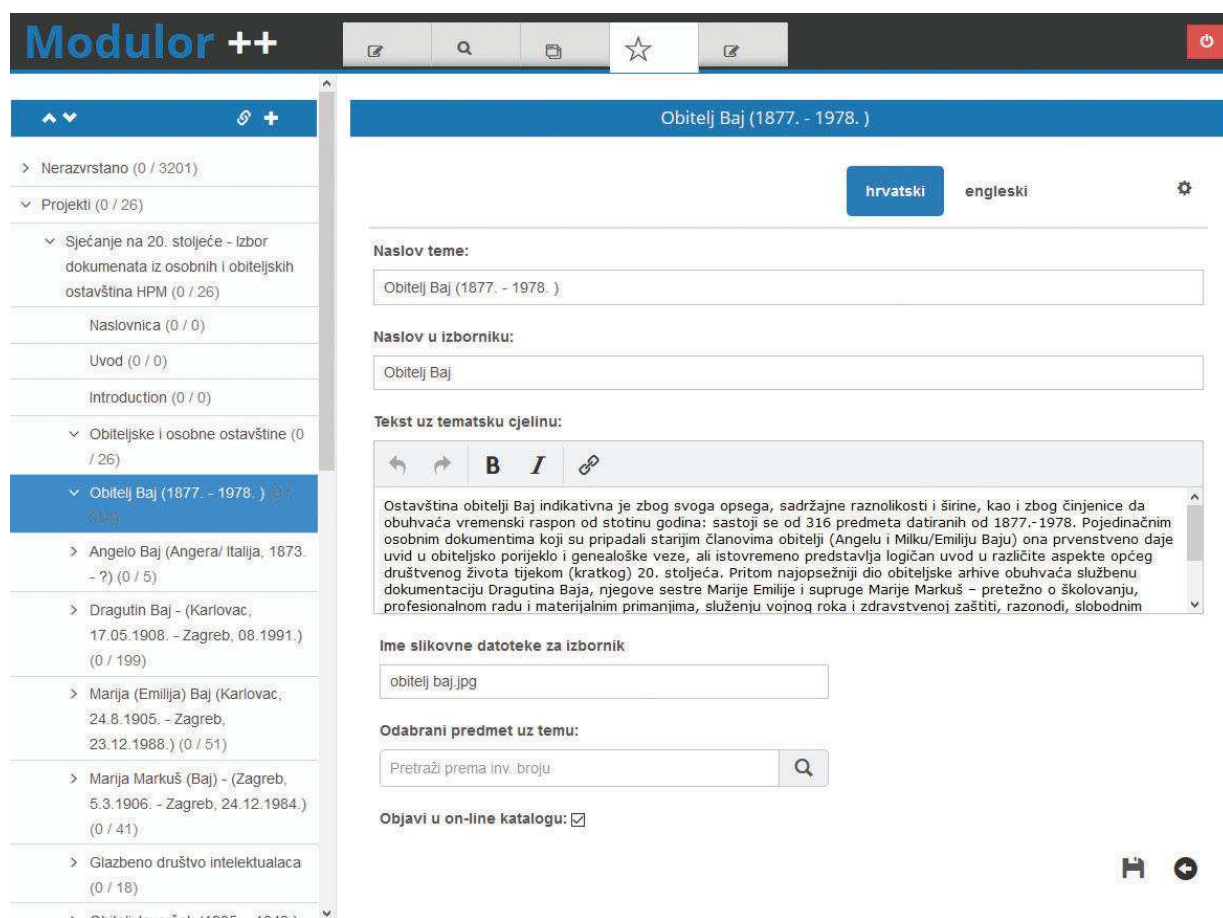 Modulor ++
Obitelj Baj (1877. - 1978. )
Nerazvrstano (0 / 3201)
Projekti (0 / 26)
Sjećanje na 20. stoljeće - Izbor
dokumenata iz osobnih i obiteljskih
ostavština HPM (0 / 26)
Naslovnica (0 / 0)
Uvod (0 / 0)
Introduction (0 / 0)
Obiteljske i osobne ostavštine (0
/ 26)
Obitelj Baj (1877. - 1978. )
Angelo Baj (Angera/ Italija, 1873.
- ?) (0 / 5)
Dragutin Baj - (Karlovac,
17.05.1908. - Zagreb, 08.1991.)
(0 / 199)
Marija (Emilija) Baj (Karlovac,
24.8.1905. - Zagreb,
23.12.1988.) (0 / 51)
Marija Markuš (Baj) - (Zagreb,
5.3.1906. - Zagreb, 24.12.1984.)
(0 / 41)
Glazbeno društvo intelektualaca
(0 / 18)
hrvatski engleski
Naslov teme:
Obitelj Baj (1877. - 1978. )
Naslov u izborniku:
Obitelj Baj
Tekst uz tematsku cjelinu:
B I
Ostavština obitelji Baj indikativna je zbog svoga opsega, sadržajne raznolikosti i širine, kao i zbog činjenice da
obuhvaća vremenski raspon od stotinu godina: sastoji se od 316 predmeta datiranih od 1877.-1978. Pojedinačnim
osobnim dokumentima koji su pripadali starijim članovima obitelji (Angelu i Milku/Emiliju Baju) ona prvenstveno daje
uvid u obiteljsko porijeklo i genealoške veze, ali istovremeno predstavlja logičan uvod u različite aspekte općeg
društvenog života tijekom (kratkog) 20. stoljeća. Pritom najopsežniji dio obiteljske arhive obuhvaća službenu
dokumentaciju Dragutina Baja, njegove sestre Marije Emilije i supruge Marije Markuš – pretežno o školovanju,
profesionalnom radu i materijalnim primanjima, služenju vojnog roka i zdravstvenoj zaštiti, razonodi, slobodnim
Ime slikovne datoteke za izbornik
obitelj baj.jpg
Odabrani predmet uz temu:
Pretraži prema inv. broju
Objavi u on-line katalogu: